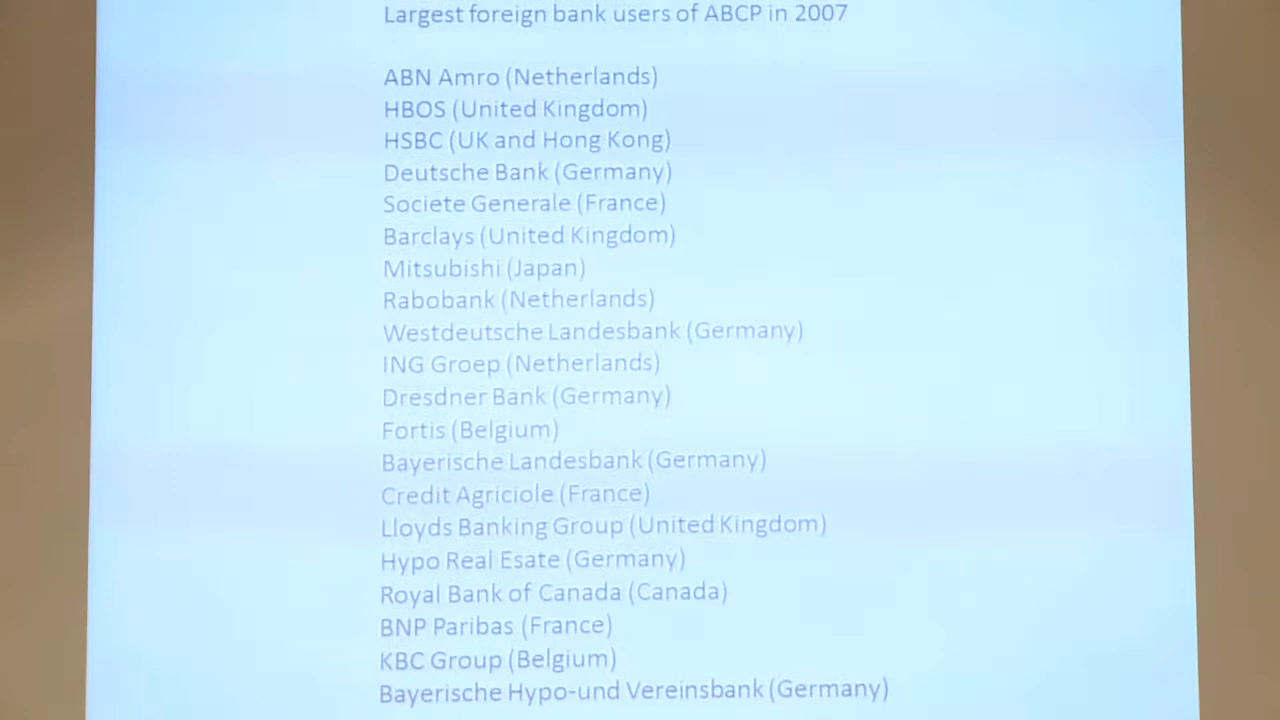 Largest foreign bank users of ABCP in 2007
ABN Amro (Netherlands)
HBOS (United Kingdom)
HSBC (UK and Hong Kong)
Deutsche Bank (Germany)
Societe Generale (France)
Barclays (United Kingdom)
Mitsubishi (Japan)
Rabobank (Netherlands)
Westdeutsche Landesbank (Germany)
ING Groep (Netherlands)
Dresdner Bank (Germany)
Fortis (Belgium)
Bayerische Landesbank (Germany)
Credit Agriciole (France)
Lloyds Banking Group (United Kingdom)
Hypo Real Esate (Germany)
Royal Bank of Canada (Canada)
BNP Paribas (France)
KBC Group (Belgium)
Bayerische Hypo-und Vereinsbank (Germany)